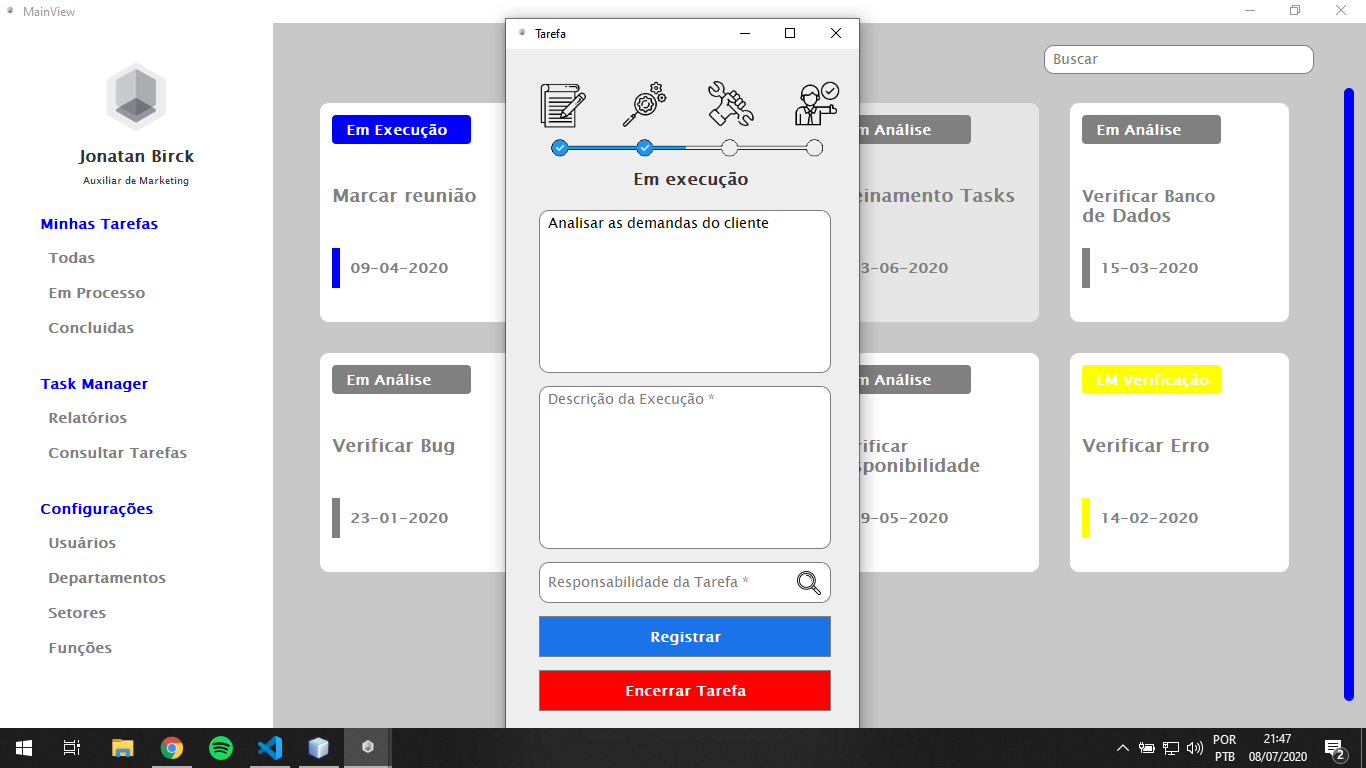 MainView
Jonatan Birck
Auxiliar de Marketing
Minhas Tarefas
Todas
Em Processo
Concluidas
Task Manager
Relatórios
Consultar Tarefas
Configurações
Usuários
Departamentos
Setores
Funções
Buscar
Em Execução
Marcar reunião
09-04-2020
Em Análise
Verificar Bug
23-01-2020
Tarefa
Em execução
Analisar as demandas do cliente
Descrição da Execução *
Responsabilidade da Tarefa *
Registrar
Encerrar Tarefa
m Análise
einamento Tasks
3-06-2020
Em Análise
Verificar Banco
de Dados
15-03-2020
m Análise
rificar
sponibilidade
9-05-2020
EM Verificação
Verificar Erro
14-02-2020
POR
PTB
21:47
08/07/2020
2